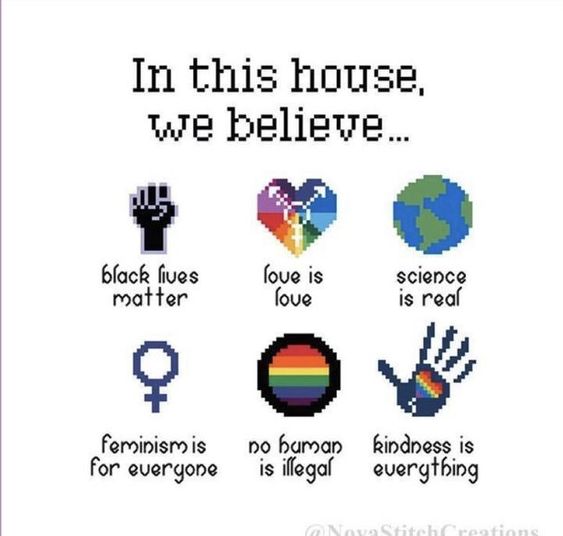 In this house,
we believe...
black lives
matter
love is
love
science
is real
feminism is
for everyone
no human
is illegal
kindness is
everything
@NovaStitchCreations